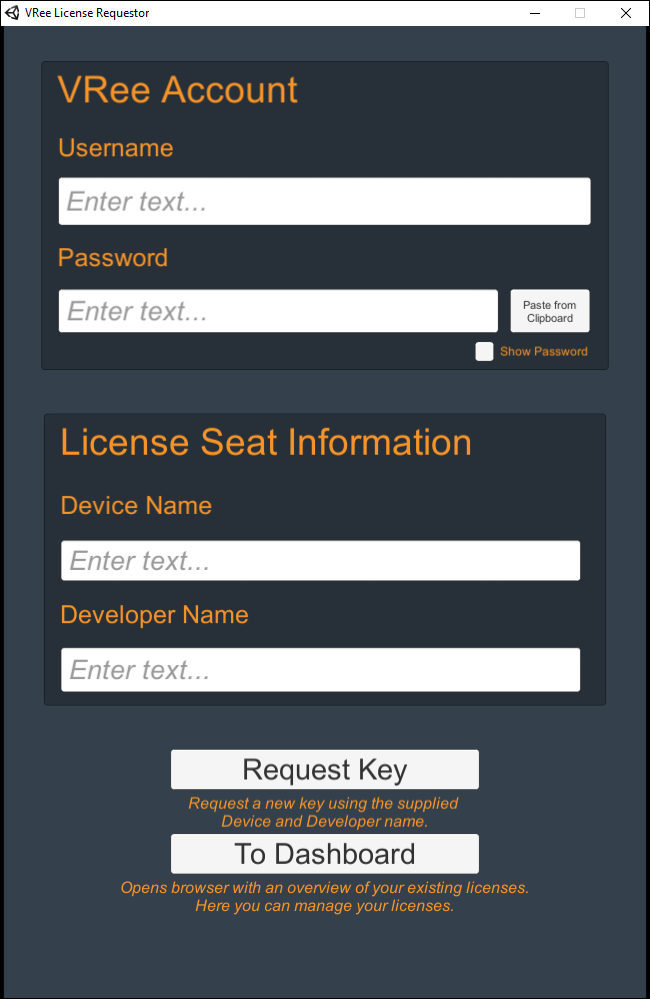 VRee License Requestor
VRee Account
Username
Enter text...
Password
Enter text...
Paste from
Clipboard
Show Password
License Seat Information
Device Name
Enter text...
Developer Name
Enter text...
Request Key
Request a new key using the supplied
Device and Developer name.
To Dashboard
Opens browser with an overview of your existing licenses.
Here you can manage your licenses.